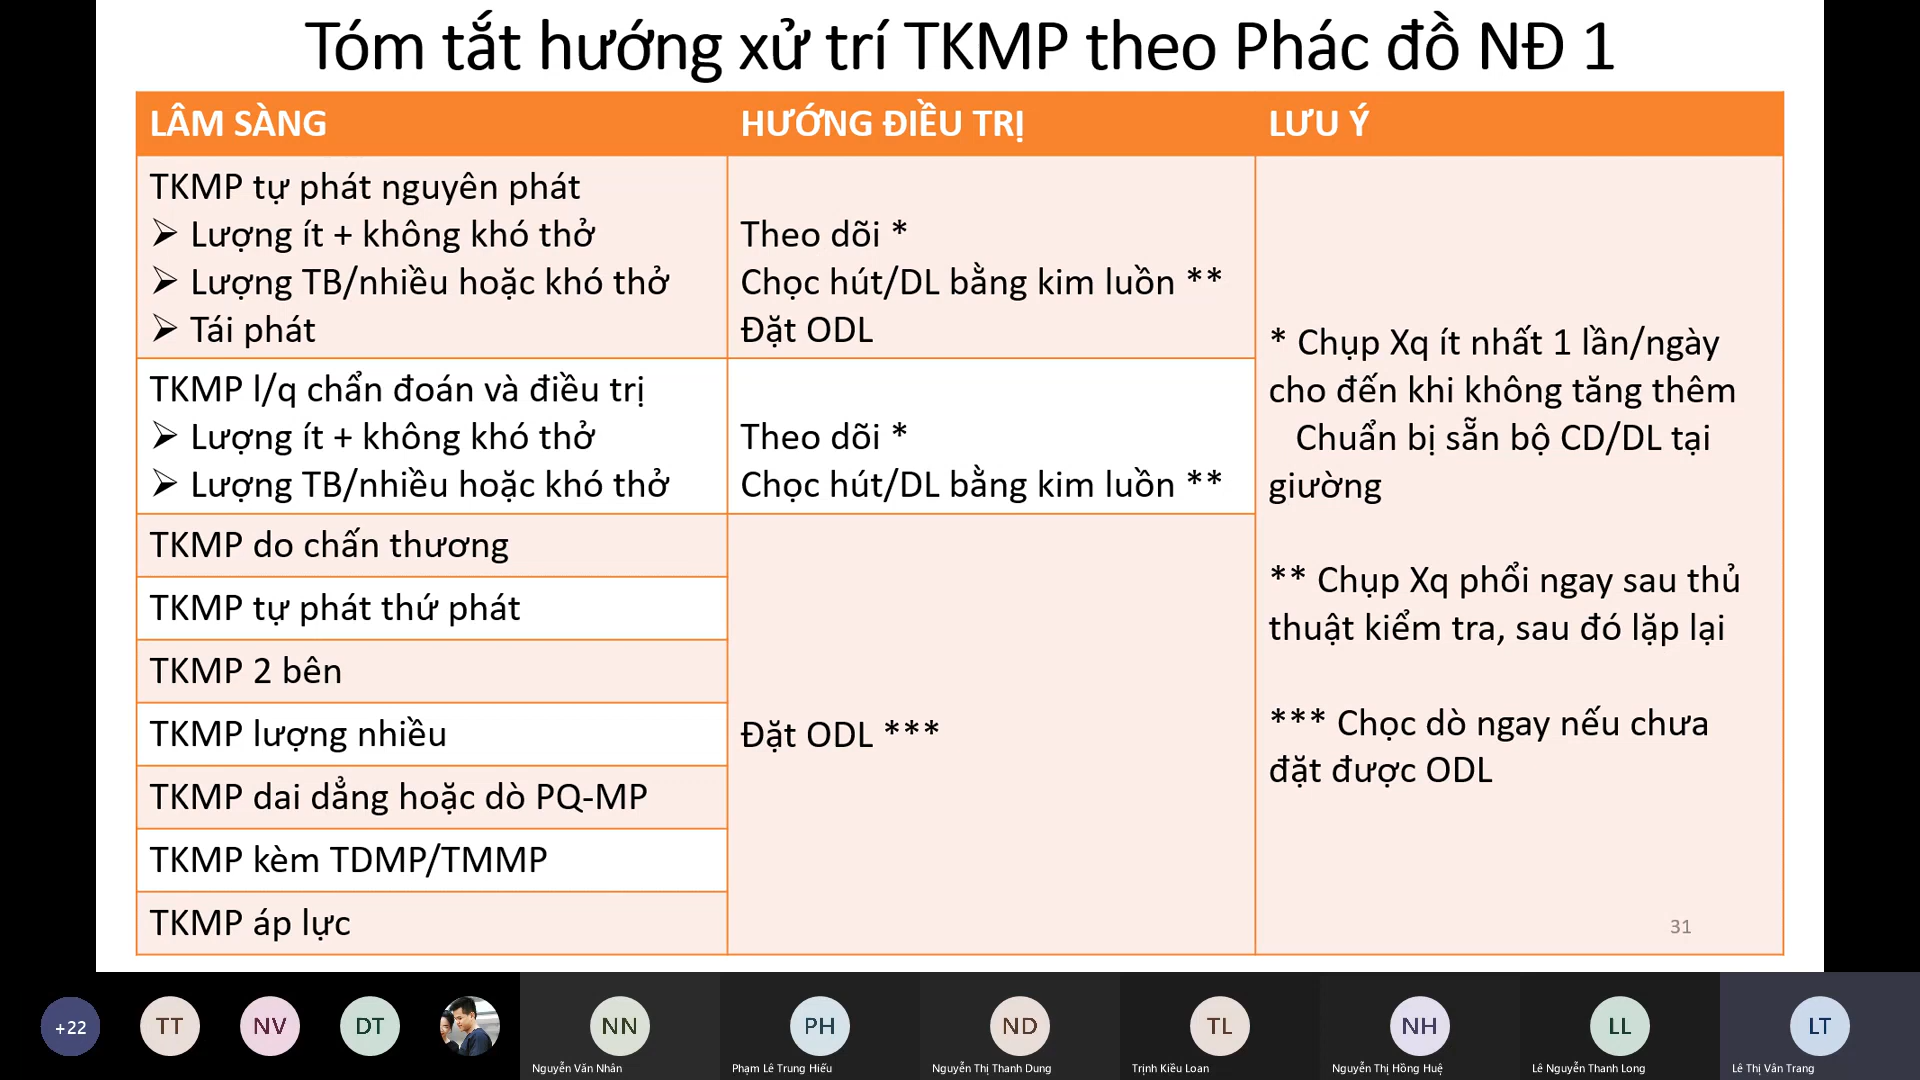 Tóm tắt hướng xử trí TKMP theo Phác đồ NĐ 1
LÂM SÀNG
HƯỚNG ĐIỀU TRỊ
LƯU Ý
TKMP tự phát nguyên phát
➢ Lượng ít + không khó thở
➢ Lượng TB/nhiều hoặc khó thở
➢ Tái phát
Theo dõi *
Chọc hút/DL bằng kim luồn **
Đặt ODL
TKMP l/q chẩn đoán và điều trị
➢ Lượng ít + không khó thở
➢ Lượng TB/nhiều hoặc khó thở
Theo dõi *
Chọc hút/DL bằng kim luồn **
TKMP do chấn thương
TKMP tự phát thứ phát
TKMP 2 bên
TKMP lượng nhiều
TKMP dai dẳng hoặc dò PQ-MP
TKMP kèm TDMP/TMMP
TKMP áp lực
Đặt ODL ***
* Chụp Xq ít nhất 1 lần/ngày
cho đến khi không tăng thêm
Chuẩn bị sẵn bộ CD/DL tại
giường
** Chụp Xq phổi ngay sau thủ
thuật kiểm tra, sau đó lặp lại
*** Chọc dò ngay nếu chưa
đặt được ODL
31
+22
TT
NV
DT
NN
PH
ND
TL
NH
LL
LT
Nguyễn Văn Nhân
Phạm Lê Trung Hiếu
Nguyễn Thị Thanh Dung
Trịnh Kiều Loan
Nguyễn Thị Hồng Huệ
Lê Nguyễn Thanh Long
Lê Thị Vân Trang